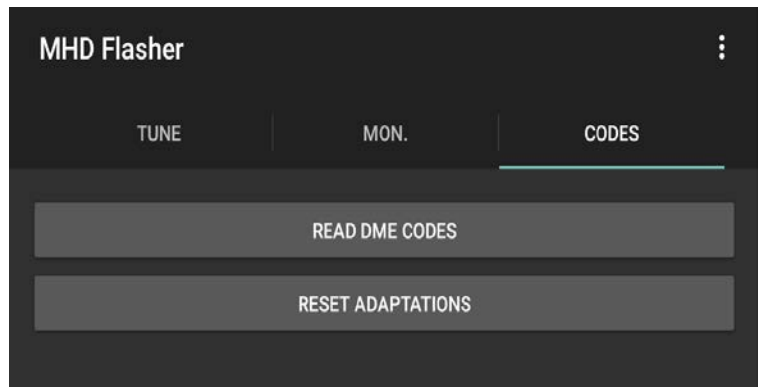 MHD Flasher
TUNE MON. CODES
READ DME CODES
RESET ADAPTATIONS